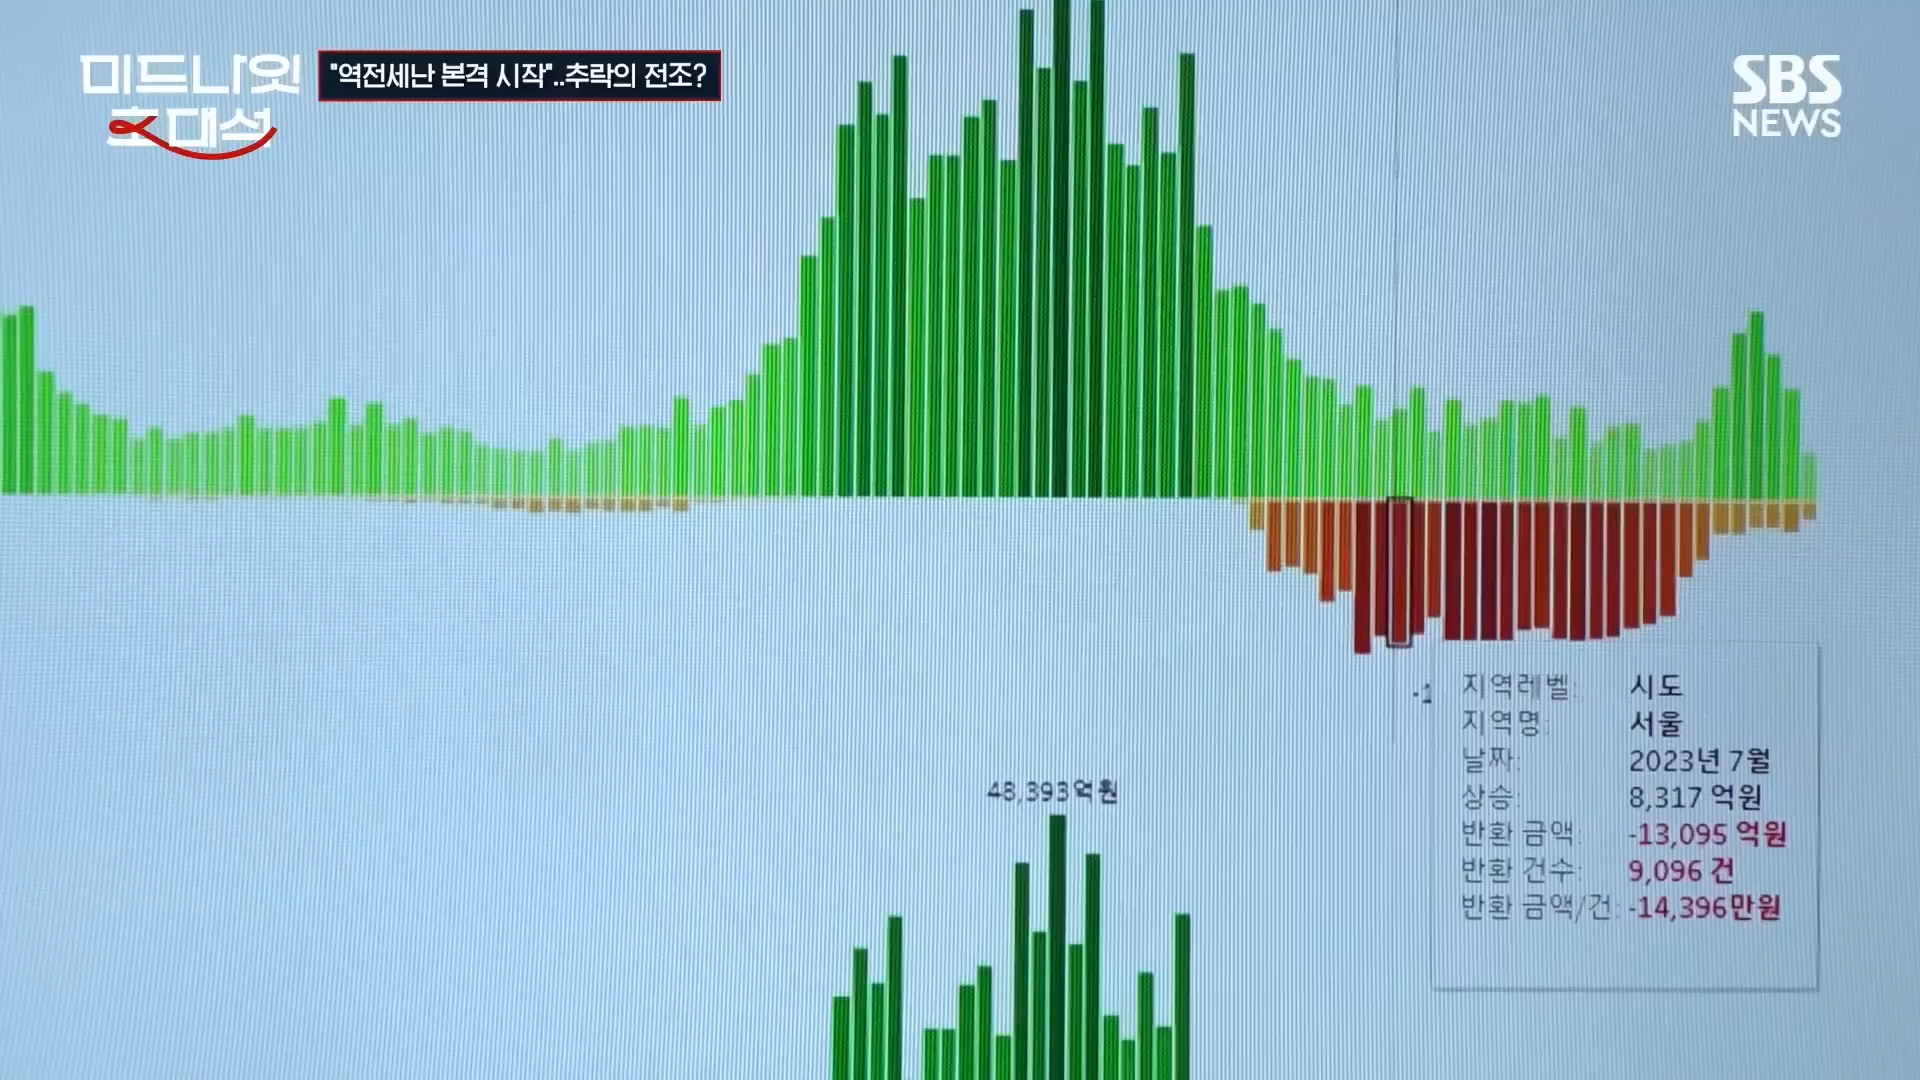 미드나잇
초대석
"역전세난 본격 시작"..추락의 전조?
SBS
NEWS
-1
지역레벨: 시도
지역명: 서울
날짜: 2023년 7월
상승: 8,317 억원
반환 금액: -13,095 억원
반환 건수: 9,096 건
반환 금액/건: -14,396만원
48,393억원